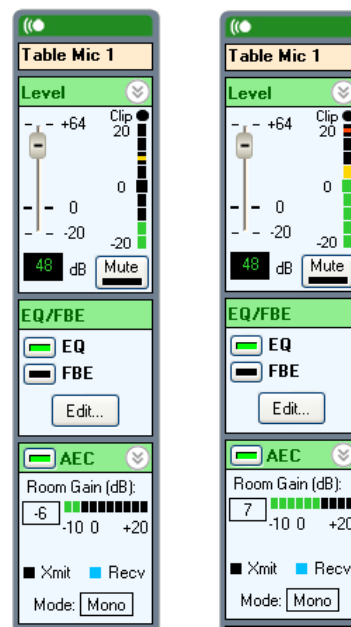 Table Mic 1
Level
Clip
+64 20
0
0
-20
-20
48 dB Mute
EQ/FBE
EQ
FBE
Edit...
AEC
Room Gain (dB):
-6
-10 0 +20
Xmit Recv
Mode: Mono
Table Mic 1
Level
Clip
+64 20
0
0
-20
-20
48 dB Mute
EQ/FBE
EQ
FBE
Edit...
AEC
Room Gain (dB):
7
-10 0 +20
Xmit Recv
Mode: Mono